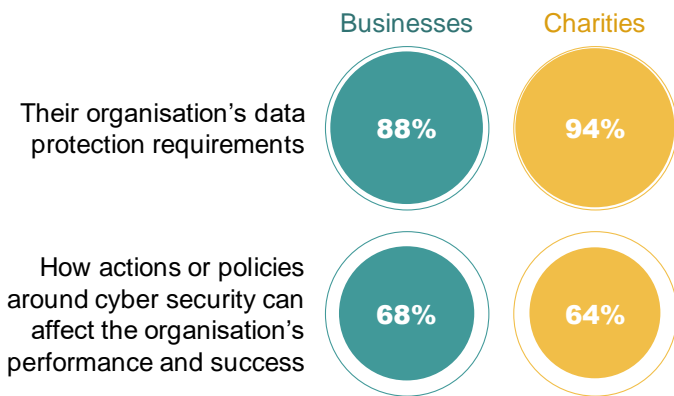 Businesses
Charities
Their organisation's data
protection requirements
88%
94%
How actions or policies
around cyber security can
affect the organisation's
performance and success
68%
64%